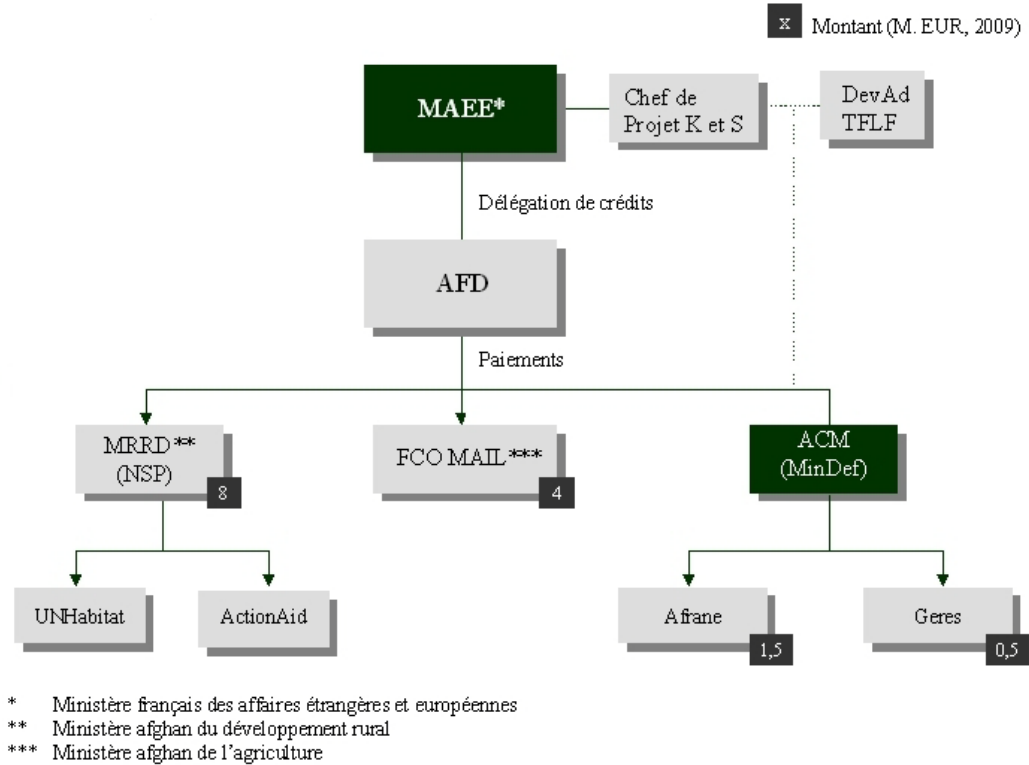 x Montant (M. EUR, 2009)
MAEE*
Chef de
Projet K et S
DevAd
TFLF
Délégation de crédits
AFD
Paiements
MRRD **
(NSP)
8
FCO MAIL ***
4
ACM
(MinDef)
UNHabitat
ActionAid
Afrane
1,5
Geres
0,5
* Ministère français des affaires étrangères et européennes
** Ministère afghan du développement rural
*** Ministère afghan de l'agriculture